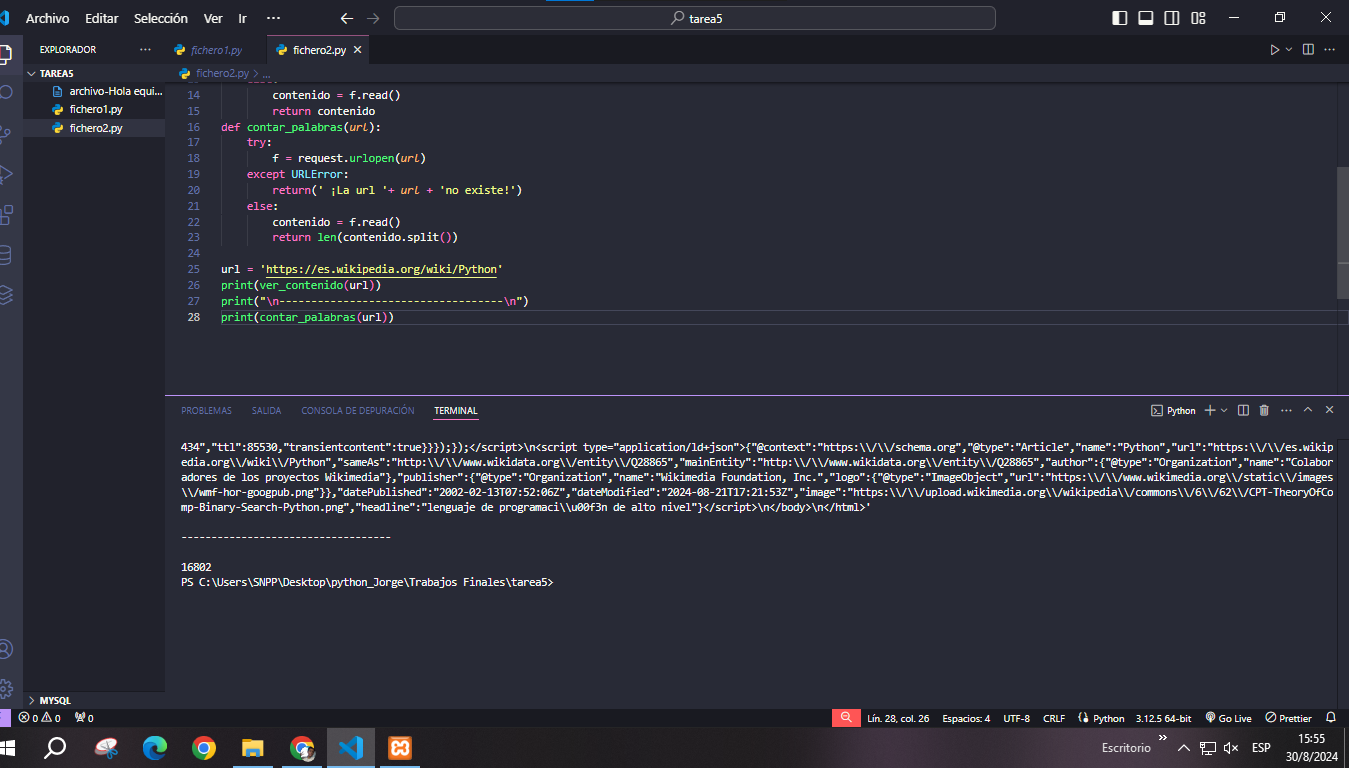 Archivo Editar Selección Ver Ir ··· tarea5
EXPLORADOR ··· fichero1.py fichero2.py
TAREA5
archivo-Hola equi...
fichero1.py
fichero2.py
fichero2.py > ...
14 contenido = f.read()
15 return contenido
16 def contar_palabras(url):
17 try:
18 f = request.urlopen(url)
19 except URLError:
20 return(' ¡La url '+ url + 'no existe!')
21 else:
22 contenido = f.read()
23 return len(contenido.split())
24
25 url = 'https://es.wikipedia.org/wiki/Python'
26 print(ver_contenido(url))
27 print("\n-----------------------------------\n")
28 print(contar_palabras(url))
PROBLEMAS SALIDA CONSOLA DE DEPURACIÓN TERMINAL Python
434","ttl":85530,"transientcontent":true}}});});</script>\n<script type="application/ld+json">{"@context":"https:\\/\\/schema.org","@type":"Article","name":"Python","url":"https:\\/\\/es.wikip
edia.org\\/wiki\\/Python","sameAs":"http:\\/\\/www.wikidata.org\\/entity\\/Q28865","mainEntity":"http:\\/\\/www.wikidata.org\\/entity\\/Q28865","author":{"@type":"Organization","name":"Colabor
adores de los proyectos Wikimedia"},"publisher":{"@type":"Organization","name":"Wikimedia Foundation, Inc.","logo":{"@type":"ImageObject","url":"https:\\/\\/www.wikimedia.org\\/static\\/images
\\/wmf-hor-googpub.png"}},"datePublished":"2002-02-13T07:52:06Z","dateModified":"2024-08-21T17:21:53Z","image":"https:\\/\\/upload.wikimedia.org\\/wikipedia\\/commons\\/6\\/62\\/CPT-TheoryOfCo
mp-Binary-Search-Python.png","headline":"lenguaje de programaci\\u00f3n de alto nivel"}</script>\n</body>\n</html>'
-----------------------------------
16802
PS C:\Users\SNPP\Desktop\python_Jorge\Trabajos Finales\tarea5>
MYSQL
0 0 0 Lín. 28, col. 26 Espacios: 4 UTF-8 CRLF Python 3.12.5 64-bit Go Live Prettier
Escritorio ESP 15:55
30/8/2024